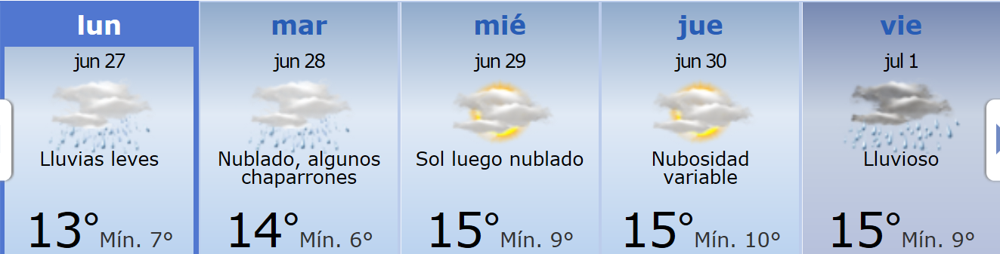 lun
jun 27
Lluvias leves
13° Mín. 7°
mar
jun 28
Nublado, algunos
chaparrones
14° Mín. 6°
mié
jun 29
Sol luego nublado
15° Mín. 9°
jue
jun 30
Nubosidad
variable
15° Mín. 10°
vie
jul 1
Lluvioso
15° Mín. 9°